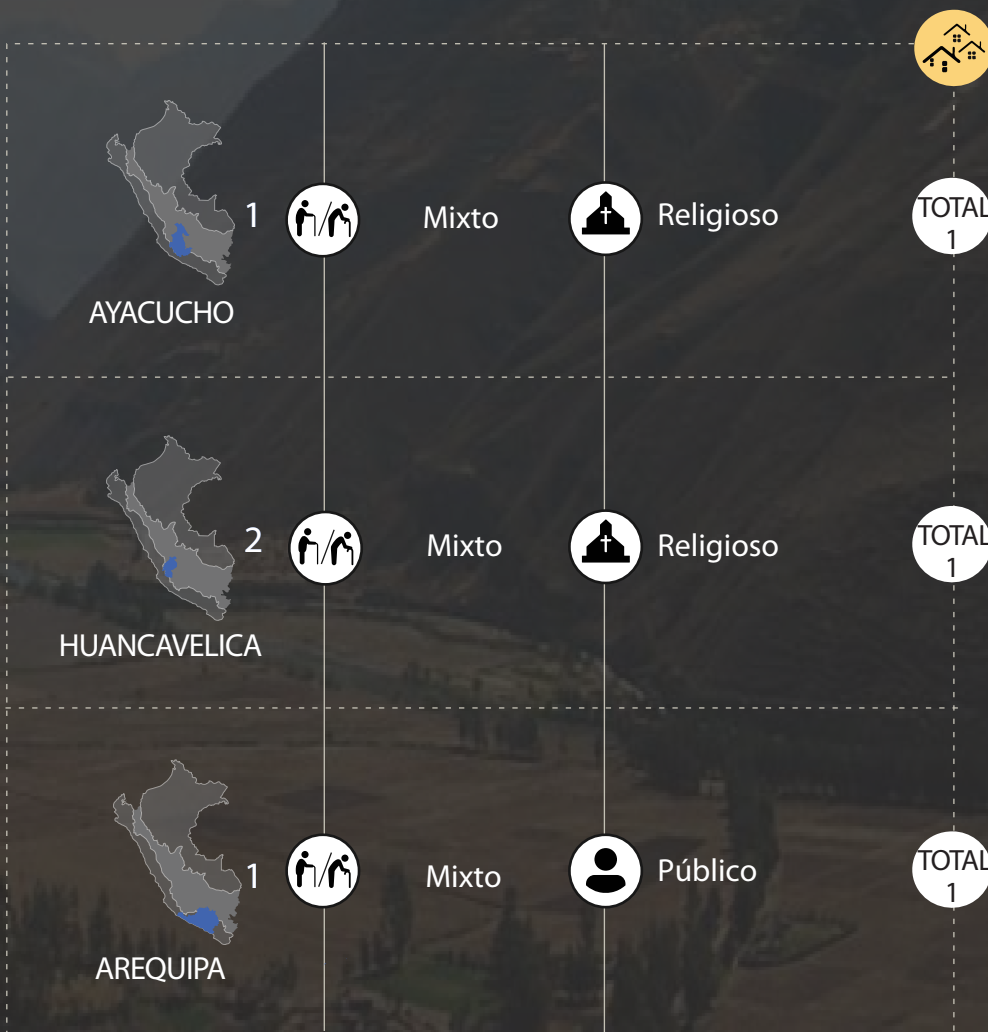 1
Mixto
Religioso
TOTAL
1
AYACUCHO
2
Mixto
Religioso
TOTAL
1
HUANCAVELICA
1
Mixto
Público
TOTAL
1
AREQUIPA